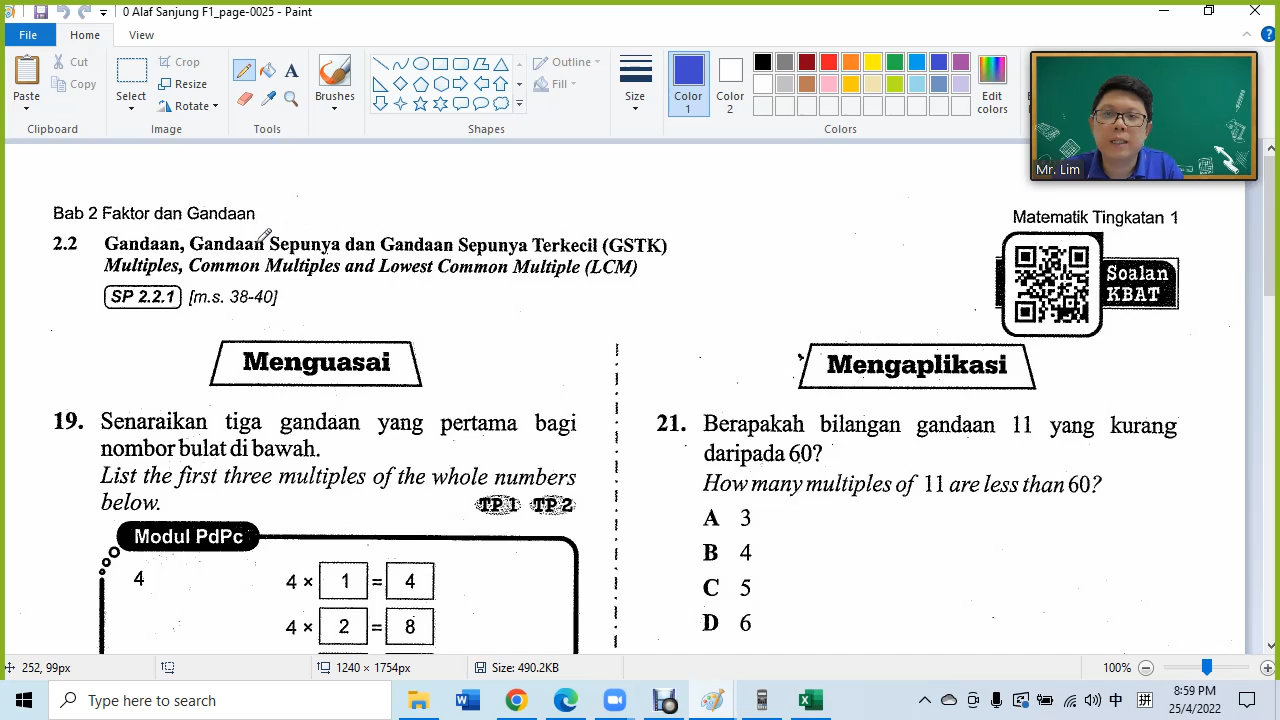 0 Alaf Sanjung F1_page-0025 - Paint
File
Home
View
Paste
Cut
Copy
Clipboard
Select
Crop
Resize
Rotate
Image
A
Tools
Brushes
Outline
Fill
Shapes
Size
Color
1
Color
2
Edit
colors
Colors
Mr. Lim
Bab 2 Faktor dan Gandaan
Matematik Tingkatan 1
2.2 Gandaan, Gandaan Sepunya dan Gandaan Sepunya Terkecil (GSTK)
Multiples, Common Multiples and Lowest Common Multiple (LCM)
SP 2.2.1 [m.s. 38-40]
Soalan
KBAT
Menguasai
19. Senaraikan tiga gandaan yang pertama bagi
nombor bulat di bawah.
List the first three multiples of the whole numbers
below.
TP 1 TP 2
Modul PdPc
4 4 × 1 = 4
4 × 2 = 8
Mengaplikasi
21. Berapakah bilangan gandaan 11 yang kurang
daripada 60?
How many multiples of 11 are less than 60?
A 3
B 4
C 5
D 6
252, 99px
1240 × 1754px
Size: 490.2KB
100%
Type here to search
中
拼
8:59 PM
25/4/2022